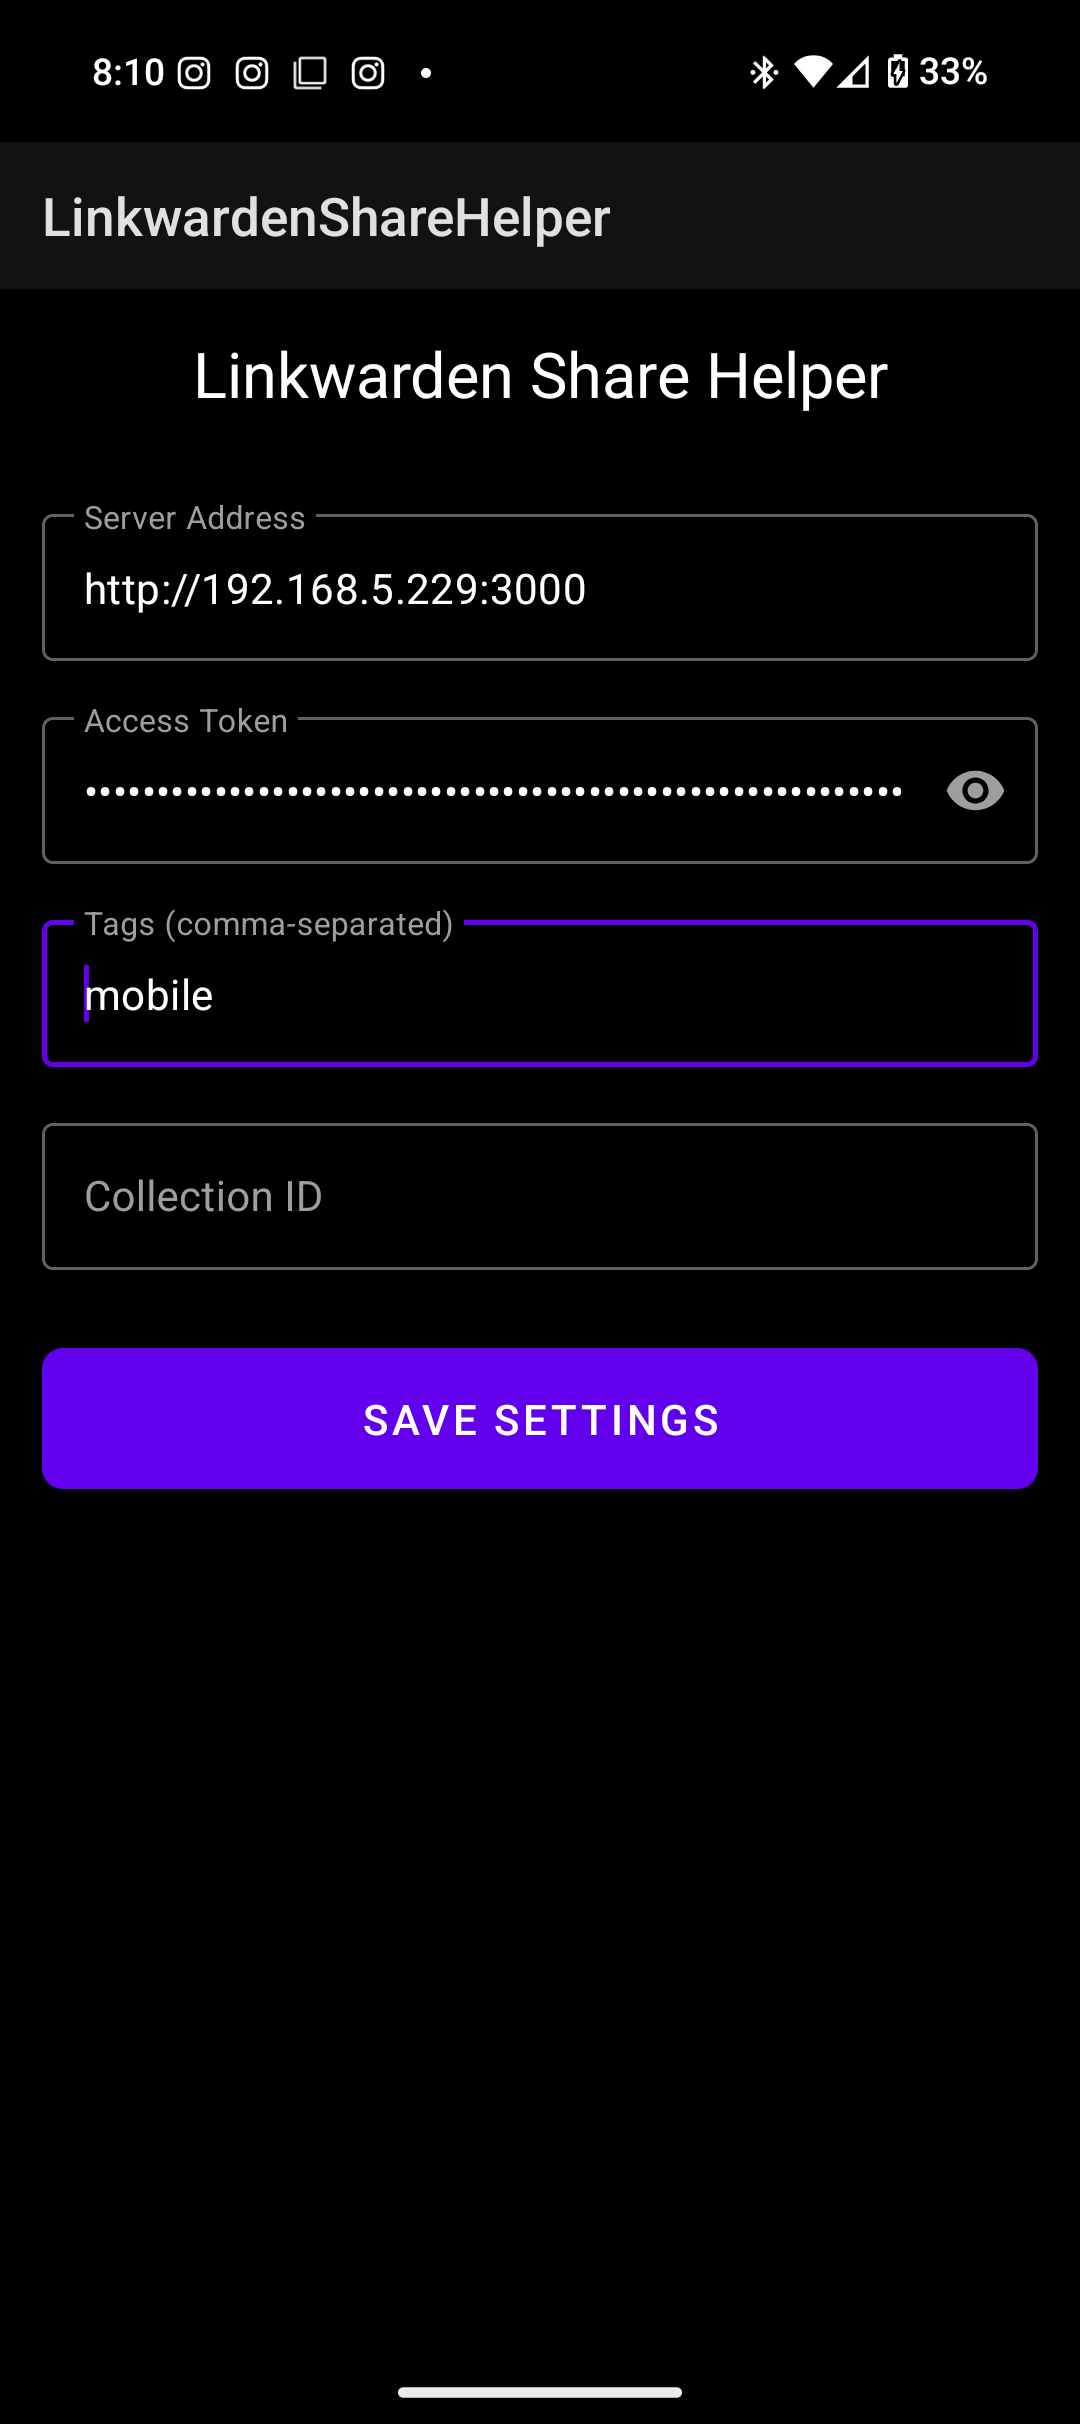 8:10
33%
LinkwardenShareHelper
Linkwarden Share Helper
Server Address
http://192.168.5.229:3000
Access Token
Tags (comma-separated)
mobile
Collection ID
SAVE SETTINGS